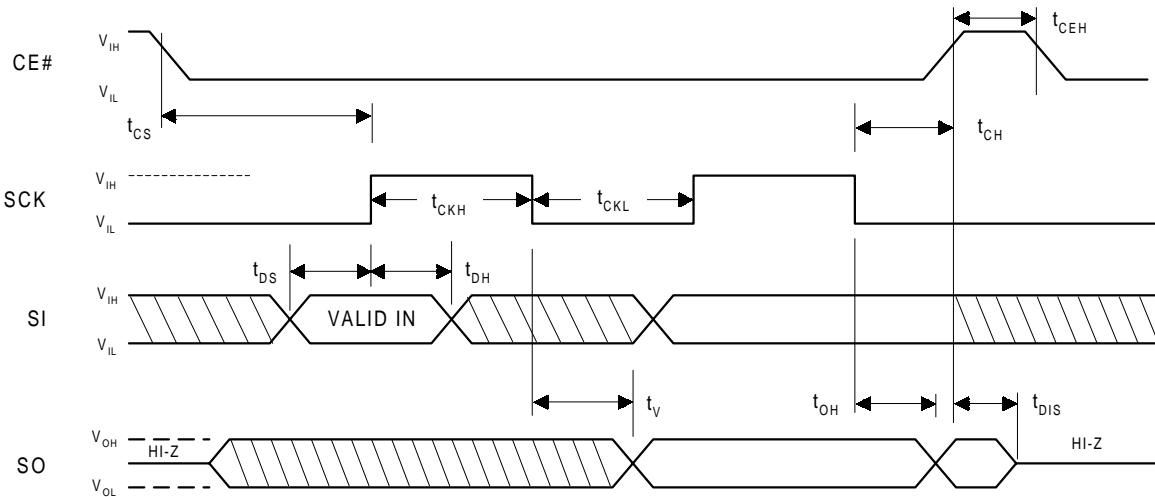 V_IH
t_CEH
CE#
V_IL
t_CS
t_CH
V_IH
SCK
t_CKH
t_CKL
V_IL
t_DS
t_DH
V_IH
SI
VALID IN
V_IL
t_V
t_OH
t_DIS
V_OH
HI-Z
HI-Z
SO
V_OL